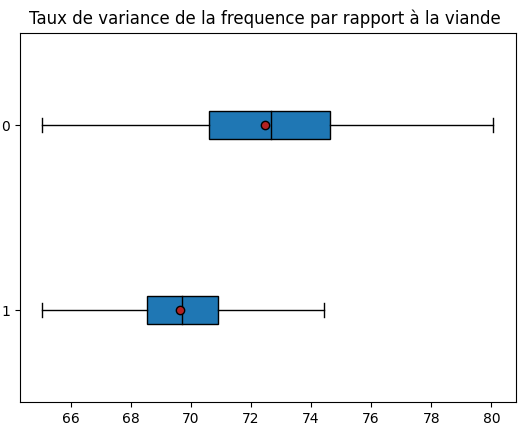 Taux de variance de la frequence par rapport à la viande
0
1
66 68 70 72 74 76 78 80